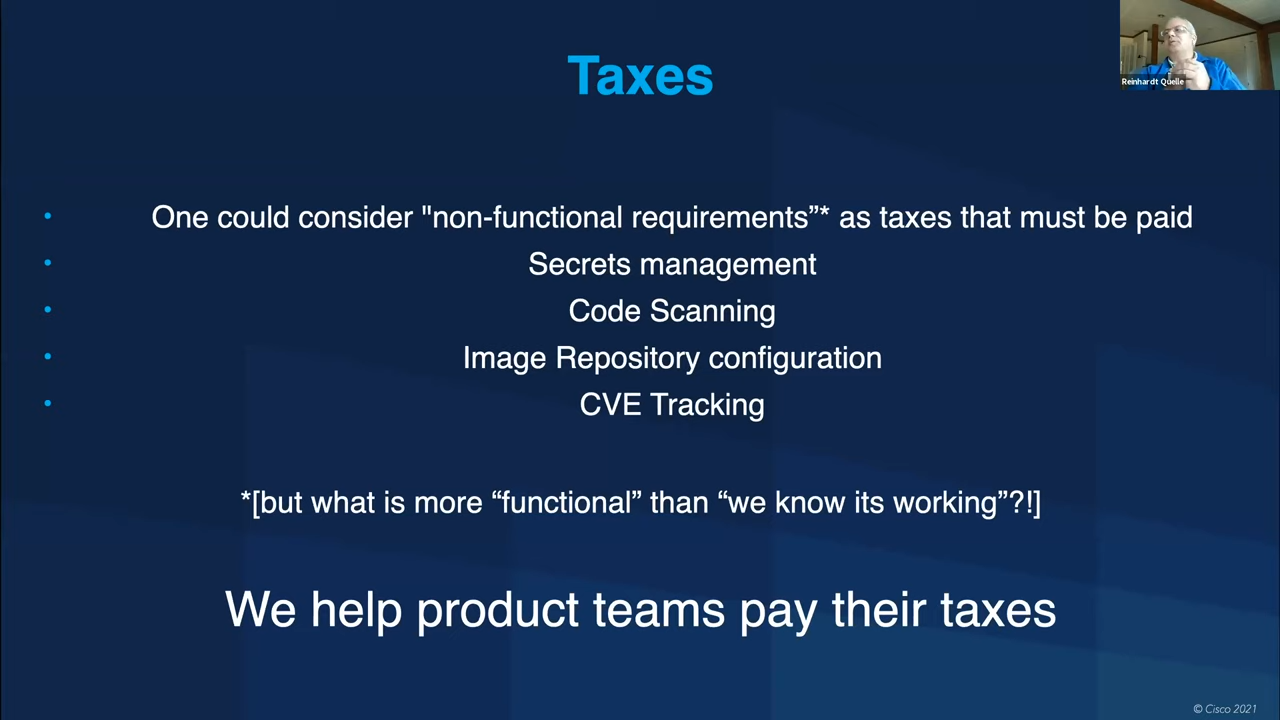 Taxes
Reinhardt Quelle
One could consider "non-functional requirements”* as taxes that must be paid
Secrets management
Code Scanning
Image Repository configuration
CVE Tracking
*[but what is more “functional” than “we know its working”?!]
We help product teams pay their taxes
© Cisco 2021